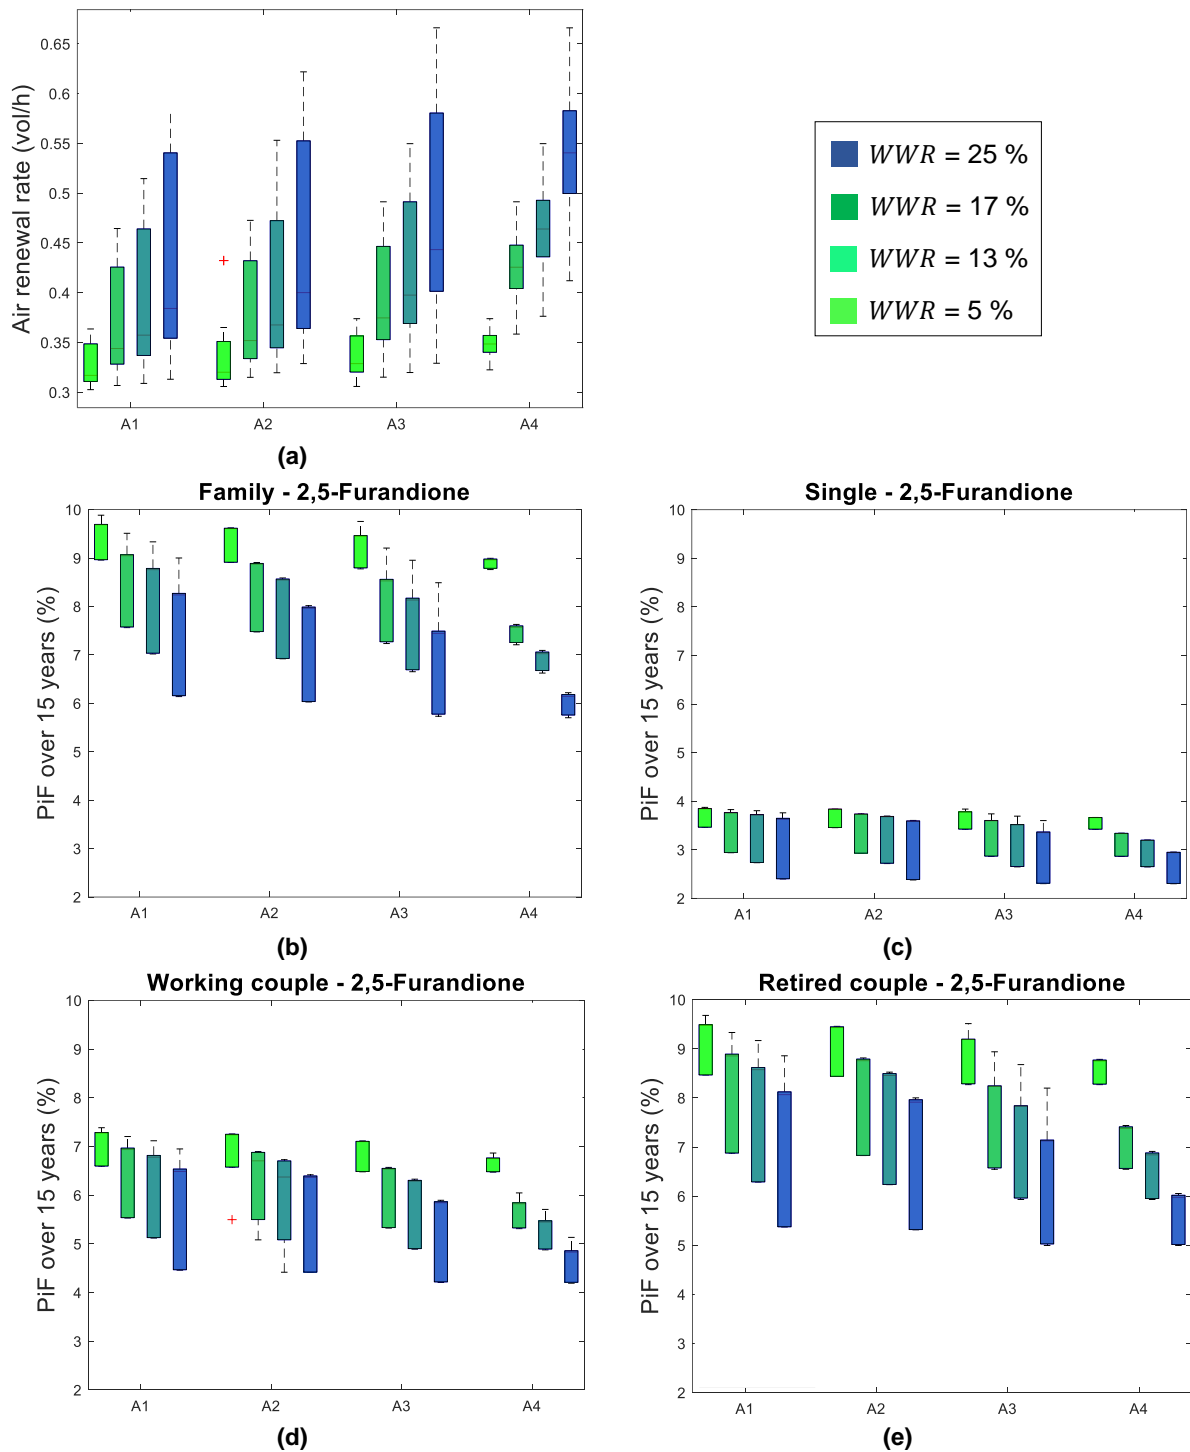 0.65
0.6
0.55
0.5
0.45
0.4
0.35
0.3
Air renewal rate (vol/h)
A1 A2 A3 A4
(a)
WWR = 25 %
WWR = 17 %
WWR = 13 %
WWR = 5 %
Family - 2,5-Furandione
10
9
8
7
6
5
4
3
2
PiF over 15 years (%)
A1 A2 A3 A4
(b)
Single - 2,5-Furandione
10
9
8
7
6
5
4
3
2
PiF over 15 years (%)
A1 A2 A3 A4
(c)
Working couple - 2,5-Furandione
10
9
8
7
6
5
4
3
2
PiF over 15 years (%)
A1 A2 A3 A4
(d)
Retired couple - 2,5-Furandione
10
9
8
7
6
5
4
3
2
PiF over 15 years (%)
A1 A2 A3 A4
(e)